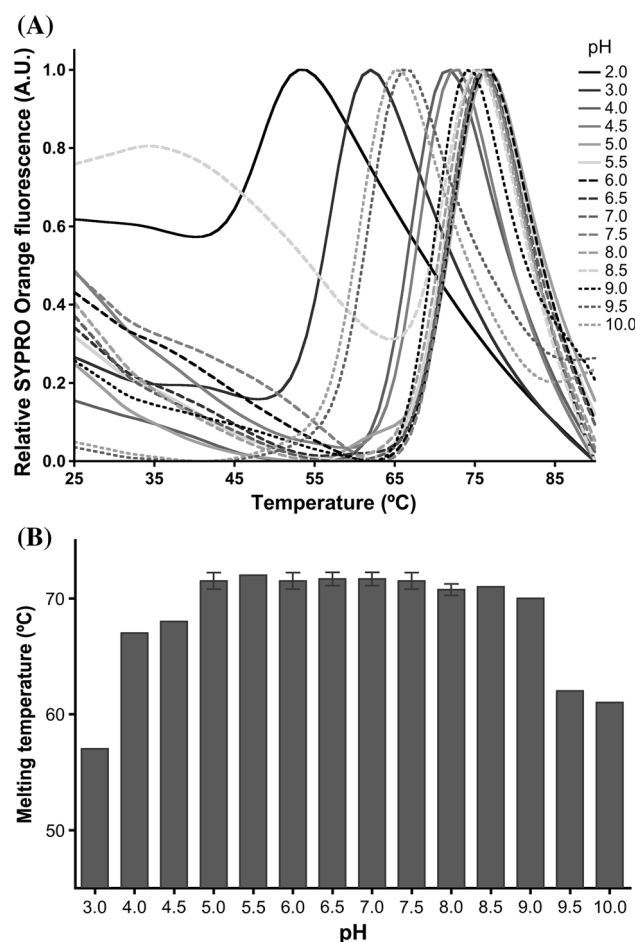 (A)
Relative SYPRO Orange fluorescence (A.U.)
1.0
0.8
0.6
0.4
0.2
0.0
25 35 45 55 65 75 85
Temperature (ºC)
pH
2.0
3.0
4.0
4.5
5.0
5.5
6.0
6.5
7.0
7.5
8.0
8.5
9.0
9.5
10.0
(B)
Melting temperature (ºC)
70
60
50
3.0 4.0 4.5 5.0 5.5 6.0 6.5 7.0 7.5 8.0 8.5 9.0 9.5 10.0
pH